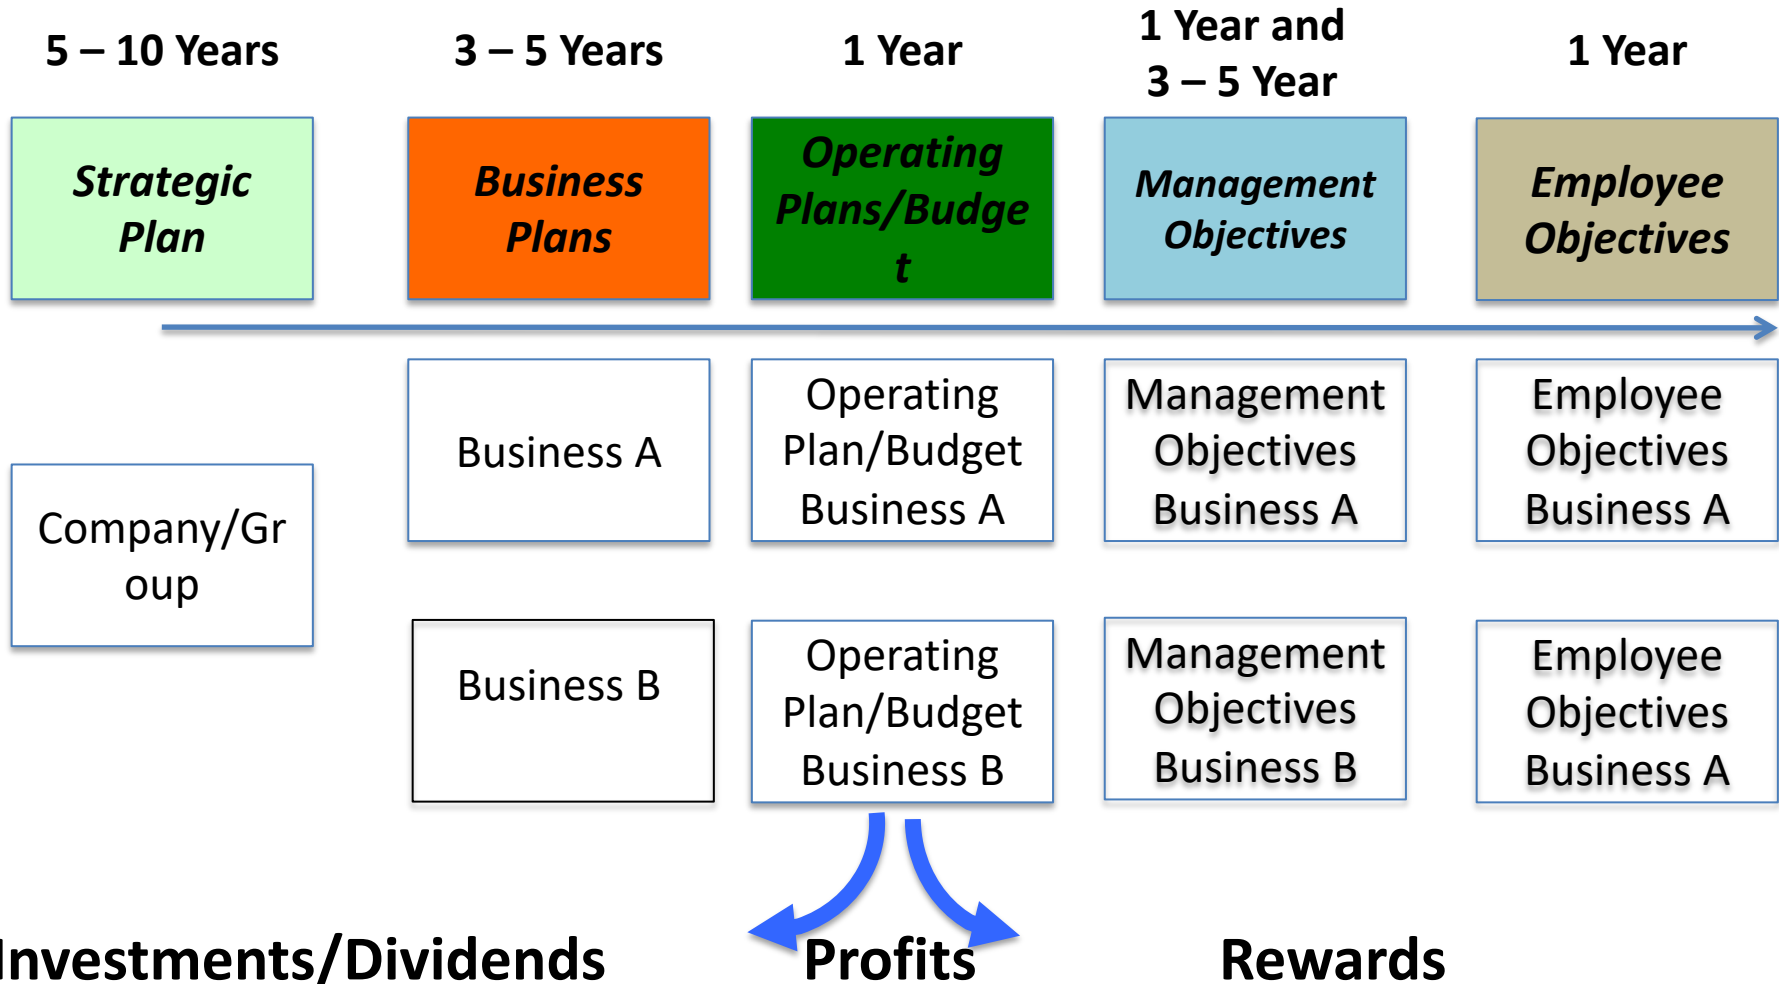 5 – 10 Years
3 – 5 Years
1 Year
1 Year and
3 – 5 Year
1 Year
Strategic
Plan
Business
Plans
Operating
Plans/Budge
t
Management
Objectives
Employee
Objectives
Company/Gr
oup
Business A
Operating
Plan/Budget
Business A
Management
Objectives
Business A
Employee
Objectives
Business A
Business B
Operating
Plan/Budget
Business B
Management
Objectives
Business B
Employee
Objectives
Business A
Investments/Dividends
Profits
Rewards